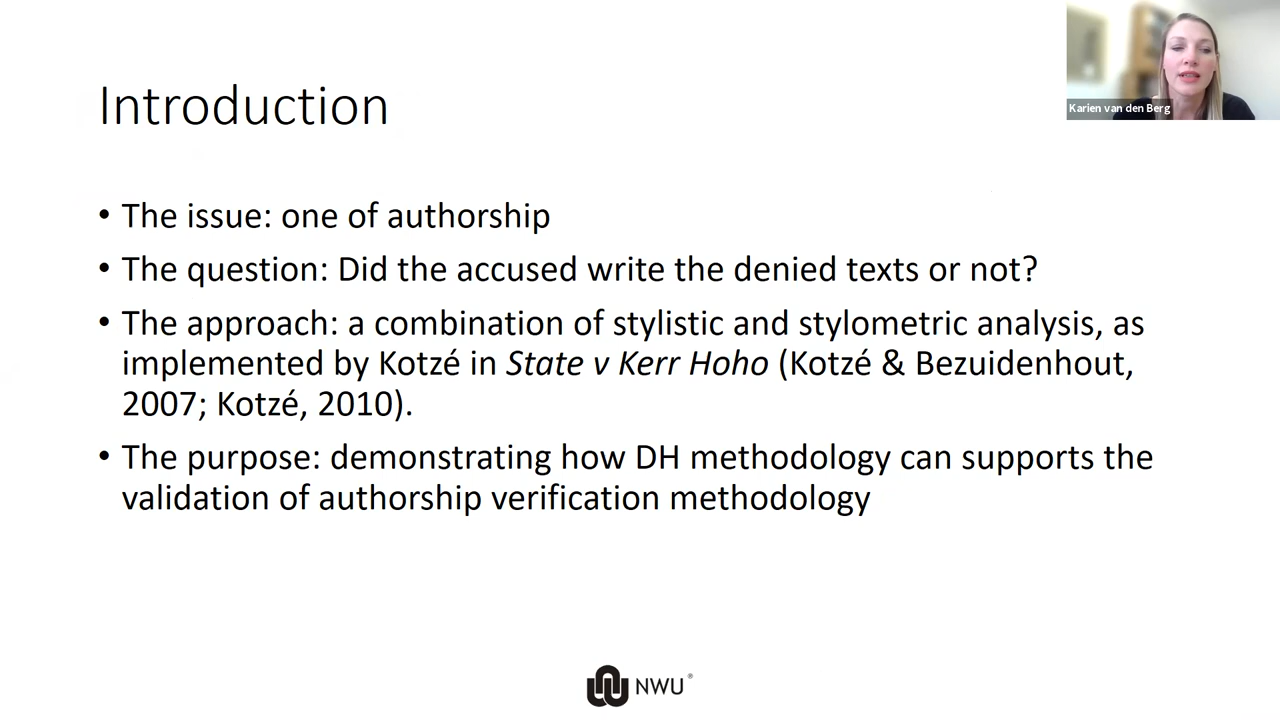 Introduction
Karien van den Berg
• The issue: one of authorship
• The question: Did the accused write the denied texts or not?
• The approach: a combination of stylistic and stylometric analysis, as
implemented by Kotzé in State v Kerr Hoho (Kotzé & Bezuidenhout,
2007; Kotzé, 2010).
• The purpose: demonstrating how DH methodology can supports the
validation of authorship verification methodology
NWU®